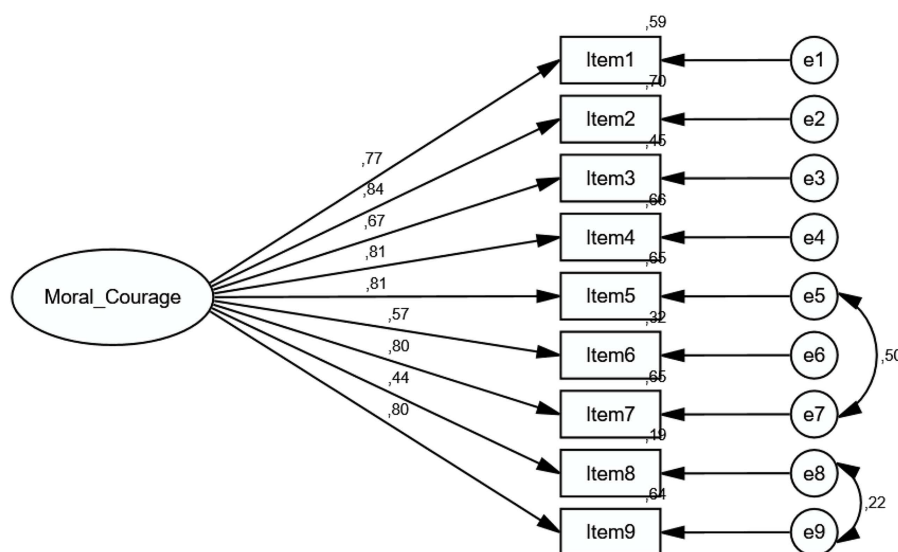 ,59
Item1
e1
,77
,70
Item2
e2
,84
,45
Item3
e3
,67
,66
Item4
e4
,81
,65
Moral_Courage
Item5
e5
,81
,32
Item6
e6
,57
,50
,65
Item7
e7
,80
,19
Item8
e8
,44
,22
,64
Item9
e9
,80